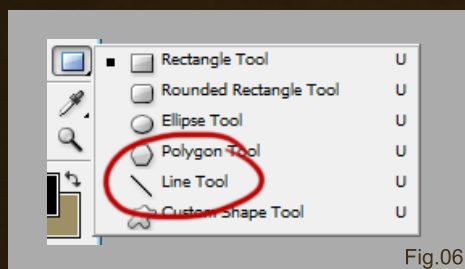 Rectangle Tool U
Rounded Rectangle Tool U
Ellipse Tool U
Polygon Tool U
Line Tool U
Custom Shape Tool U
Fig.06